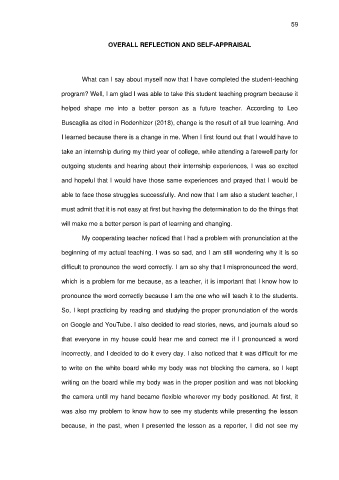 59
OVERALL REFLECTION AND SELF-APPRAISAL
What can I say about myself now that I have completed the student-teaching
program? Well, I am glad I was able to take this student teaching program because it
helped shape me into a better person as a future teacher. According to Leo
Buscaglia as cited in Rodenhizer (2018), change is the result of all true learning. And
I learned because there is a change in me. When I first found out that I would have to
take an internship during my third year of college, while attending a farewell party for
outgoing students and hearing about their internship experiences, I was so excited
and hopeful that I would have those same experiences and prayed that I would be
able to face those struggles successfully. And now that I am also a student teacher, I
must admit that it is not easy at first but having the determination to do the things that
will make me a better person is part of learning and changing.
My cooperating teacher noticed that I had a problem with pronunciation at the
beginning of my actual teaching. I was so sad, and I am still wondering why it is so
difficult to pronounce the word correctly. I am so shy that I mispronounced the word,
which is a problem for me because, as a teacher, it is important that I know how to
pronounce the word correctly because I am the one who will teach it to the students.
So, I kept practicing by reading and studying the proper pronunciation of the words
on Google and YouTube. I also decided to read stories, news, and journals aloud so
that everyone in my house could hear me and correct me if I pronounced a word
incorrectly, and I decided to do it every day. I also noticed that it was difficult for me
to write on the white board while my body was not blocking the camera, so I kept
writing on the board while my body was in the proper position and was not blocking
the camera until my hand became flexible wherever my body positioned. At first, it
was also my problem to know how to see my students while presenting the lesson
because, in the past, when I presented the lesson as a reporter, I did not see my